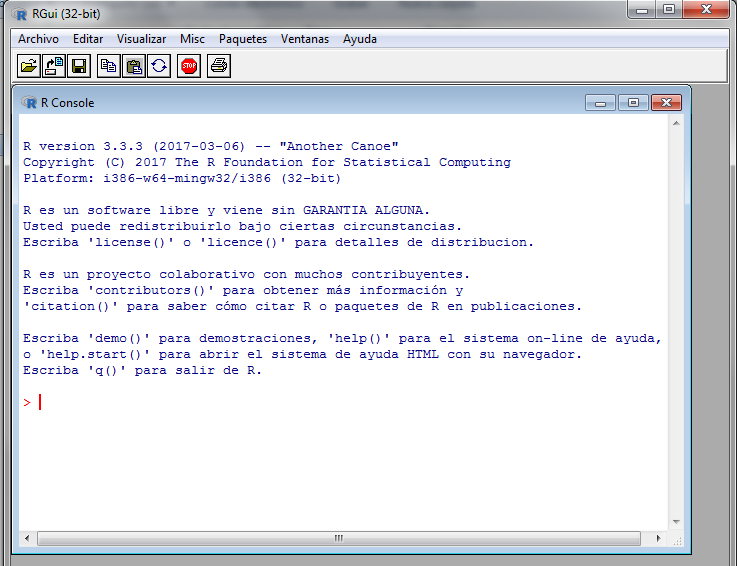 RGui (32-bit)
Archivo Editar Visualizar Misc Paquetes Ventanas Ayuda
STOP
R Console
R version 3.3.3 (2017-03-06) -- "Another Canoe"
Copyright (C) 2017 The R Foundation for Statistical Computing
Platform: i386-w64-mingw32/i386 (32-bit)
R es un software libre y viene sin GARANTIA ALGUNA.
Usted puede redistribuirlo bajo ciertas circunstancias.
Escriba 'license()' o 'licence()' para detalles de distribucion.
R es un proyecto colaborativo con muchos contribuyentes.
Escriba 'contributors()' para obtener más información y
'citation()' para saber cómo citar R o paquetes de R en publicaciones.
Escriba 'demo()' para demostraciones, 'help()' para el sistema on-line de ayuda,
o 'help.start()' para abrir el sistema de ayuda HTML con su navegador.
Escriba 'q()' para salir de R.
>